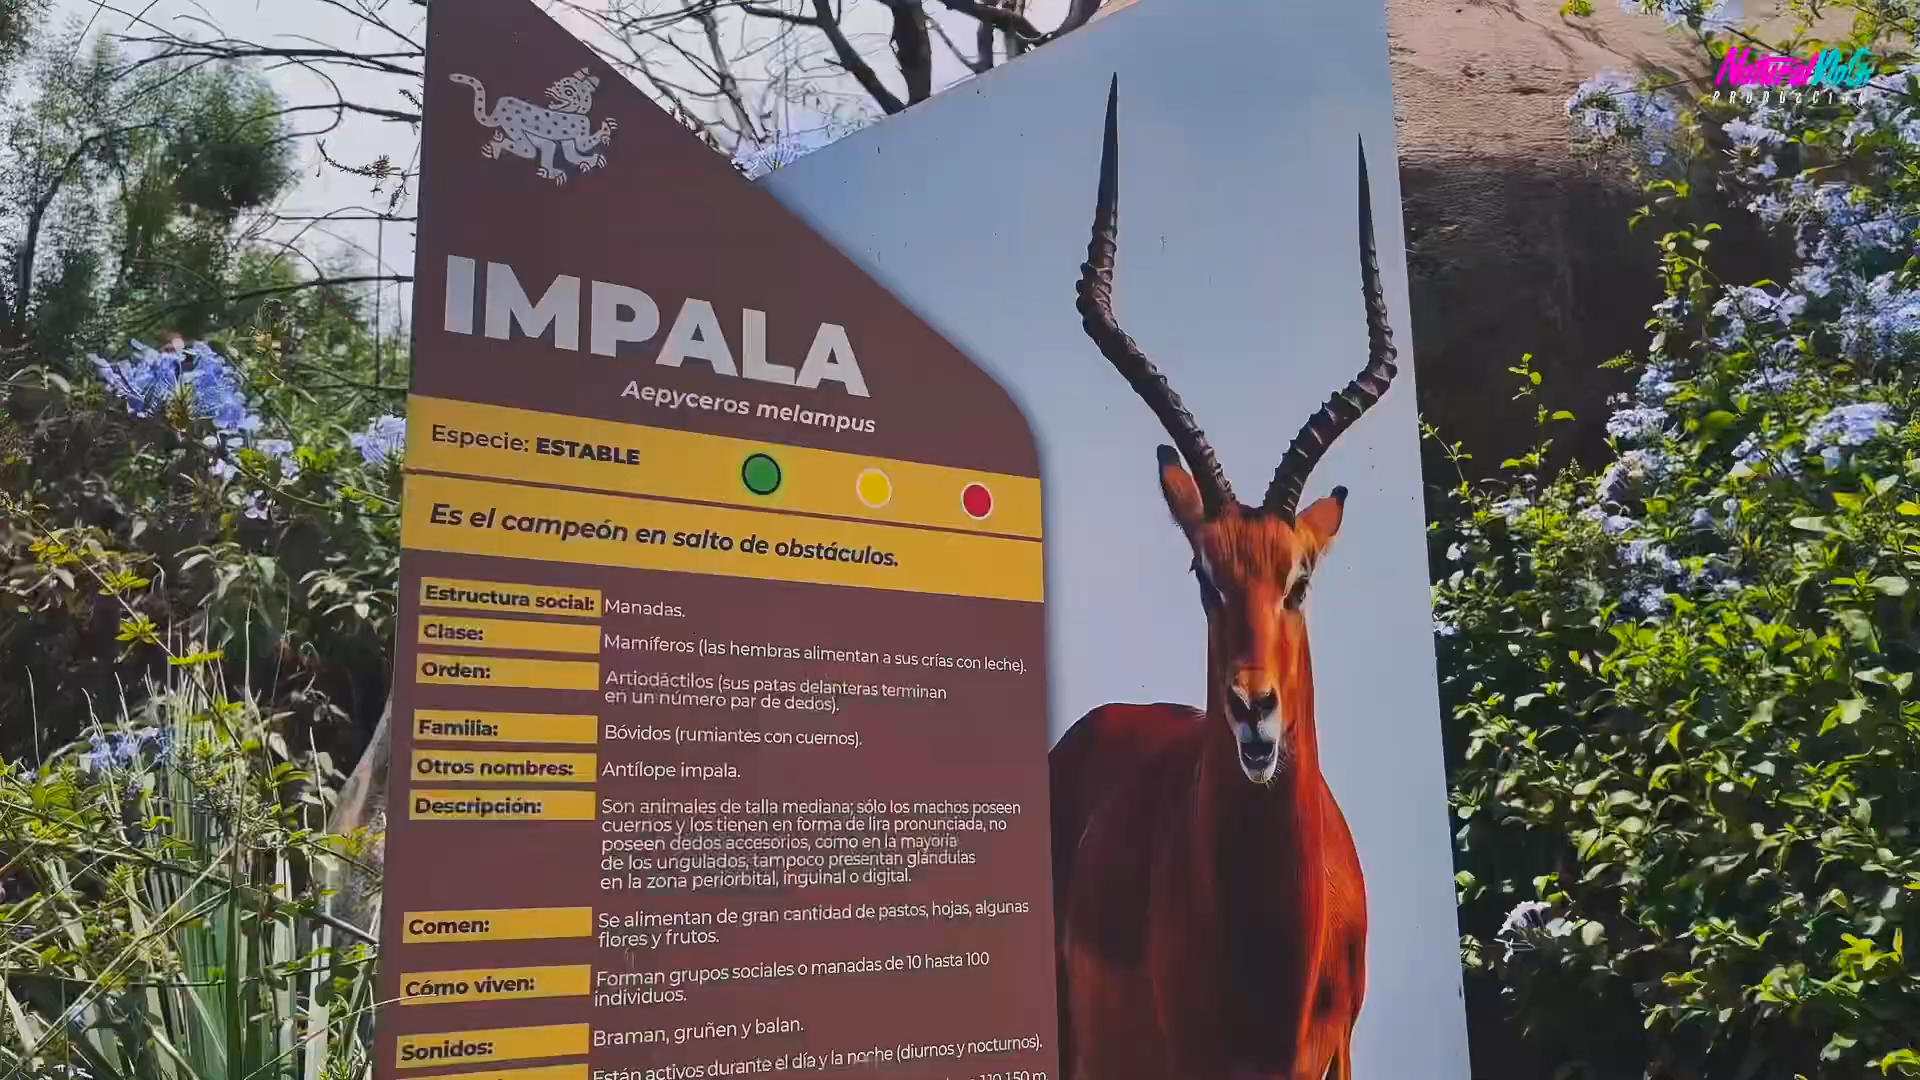 NaturalVlogs
PRODUCCION
IMPALA
Aepyceros melampus
Especie: ESTABLE
Es el campeón en salto de obstáculos.
Estructura social: Manadas.
Clase: Mamíferos (las hembras alimentan a sus crías con leche).
Orden: Artiodáctilos (sus patas delanteras terminan
en un número par de dedos).
Familia: Bóvidos (rumiantes con cuernos).
Otros nombres: Antílope impala.
Descripción: Son animales de talla mediana; sólo los machos poseen
cuernos y los tienen en forma de lira pronunciada, no
poseen dedos accesorios, como en la mayoría
de los ungulados, tampoco presentan glándulas
en la zona periorbital, inguinal o digital.
Comen: Se alimentan de gran cantidad de pastos, hojas, algunas
flores y frutos.
Cómo viven: Forman grupos sociales o manadas de 10 hasta 100
individuos.
Sonidos: Braman, gruñen y balan.
Están activos durante el día y la noche (diurnos y nocturnos).
110-150 m